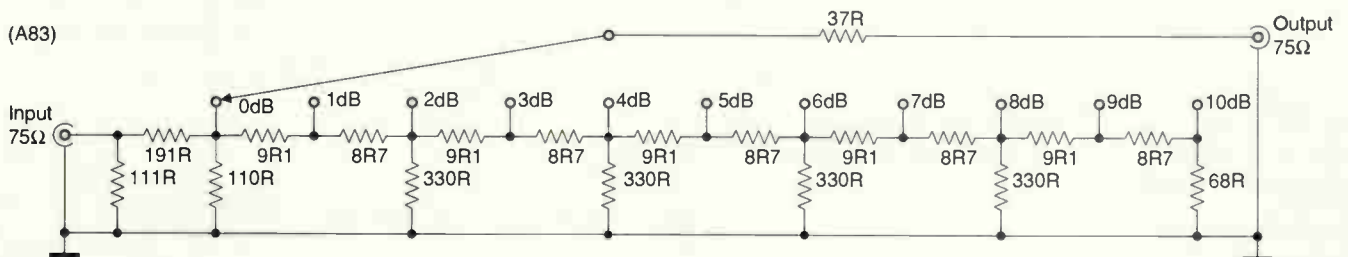 37R
(A83)
Output
75Ω
Input
75Ω
0dB
1dB
2dB
3dB
4dB
5dB
6dB
7dB
8dB
9dB
10dB
191R
9R1
8R7
9R1
8R7
9R1
8R7
9R1
8R7
9R1
8R7
111R
110R
330R
330R
330R
330R
68R